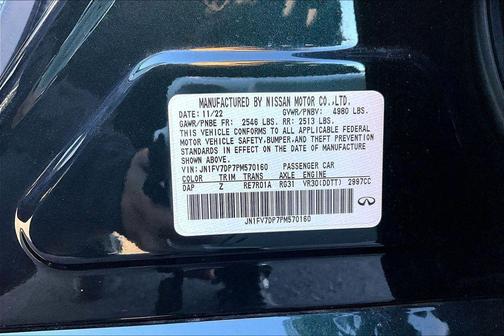 MANUFACTURED BY NISSAN MOTOR CO.,LTD.
DATE: 11/22 GVWR/PNBV: 4980 LBS.
GAWR/PNBE FR: 2546 LBS. RR: 2513 LBS.
THIS VEHICLE CONFORMS TO ALL APPLICABLE FEDERAL
MOTOR VEHICLE SAFETY, BUMPER, AND THEFT PREVENTION
STANDARDS IN EFFECT ON THE DATE OF MANUFACTURE
SHOWN ABOVE.
VIN: JN1FV7DP7PM570160 PASSENGER CAR
COLOR TRIM TRANS AXLE ENGINE
DAP Z RE7R01A RG31 VR30(DDTT) 2997CC
JN1FV7DP7PM570160